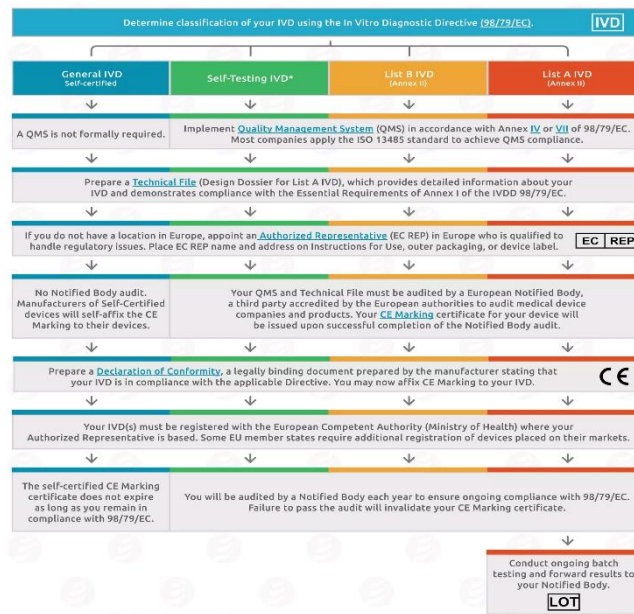 Determine classification of your IVD using the In Vitro Diagnostic Directive (98/79/EC).
IVD
General IVD
Self-certified
Self-Testing IVD*
List B IVD
(Annex II)
List A IVD
(Annex II)
A QMS is not formally required.
Implement Quality Management System (QMS) in accordance with Annex IV or VII of 98/79/EC.
Most companies apply the ISO 13485 standard to achieve QMS compliance.
Prepare a Technical File (Design Dossier for List A IVD), which provides detailed information about your
IVD and demonstrates compliance with the Essential Requirements of Annex I of the IVDD 98/79/EC.
If you do not have a location in Europe, appoint an Authorized Representative (EC REP) in Europe who is qualified to
handle regulatory issues. Place EC REP name and address on Instructions for Use, outer packaging, or device label.
EC REP
No Notified Body audit.
Manufacturers of Self-Certified
devices will self-affix the CE
Marking to their devices.
Your QMS and Technical File must be audited by a European Notified Body,
a third party accredited by the European authorities to audit medical device
companies and products. Your CE Marking certificate for your device will
be issued upon successful completion of the Notified Body audit.
Prepare a Declaration of Conformity, a legally binding document prepared by the manufacturer stating that
your IVD is in compliance with the applicable Directive. You may now affix CE Marking to your IVD.
CE
Your IVD(s) must be registered with the European Competent Authority (Ministry of Health) where your
Authorized Representative is based. Some EU member states require additional registration of devices placed on their markets.
The self-certified CE Marking
certificate does not expire
as long as you remain in
compliance with 98/79/EC.
You will be audited by a Notified Body each year to ensure ongoing compliance with 98/79/EC.
Failure to pass the audit will invalidate your CE Marking certificate.
Conduct ongoing batch
testing and forward results to
your Notified Body.
LOT